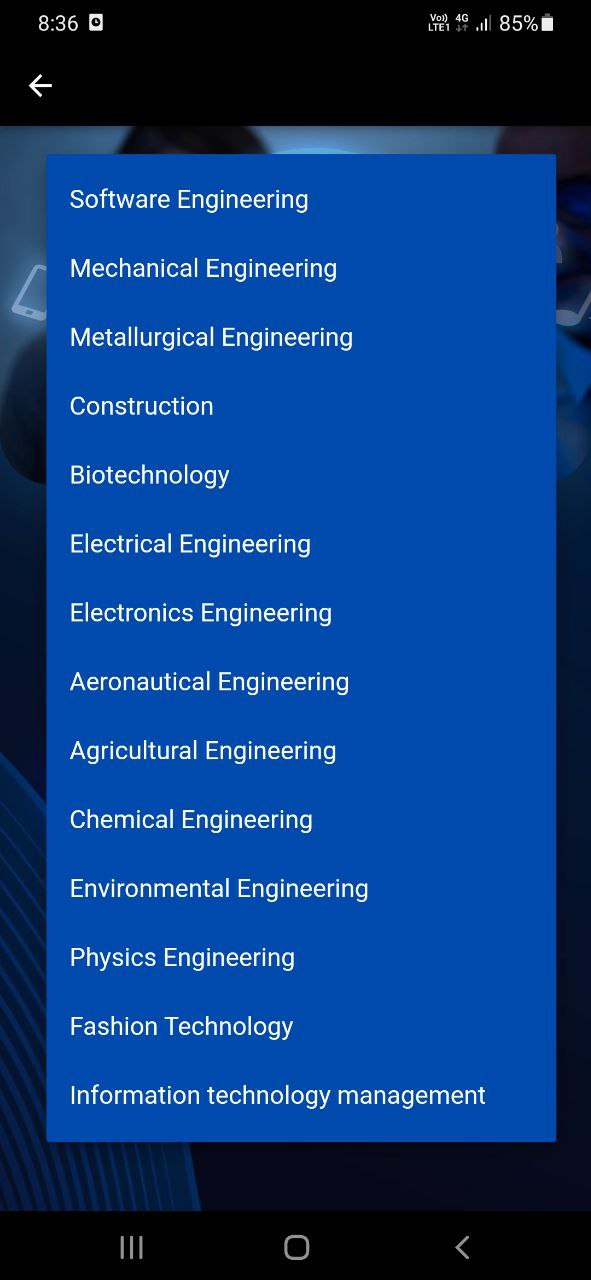 8:36
Vo)) 4G
LTE1
85%
Software Engineering
Mechanical Engineering
Metallurgical Engineering
Construction
Biotechnology
Electrical Engineering
Electronics Engineering
Aeronautical Engineering
Agricultural Engineering
Chemical Engineering
Environmental Engineering
Physics Engineering
Fashion Technology
Information technology management